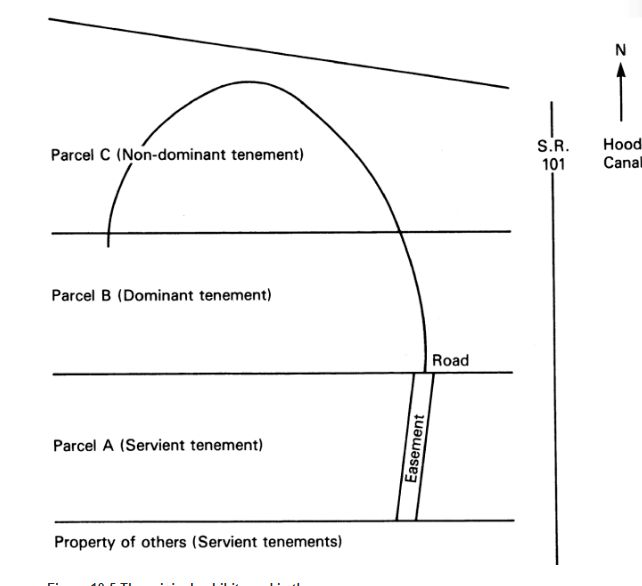 N
S.R.
101
Hood
Canal
Parcel C (Non-dominant tenement)
Parcel B (Dominant tenement)
Road
Parcel A (Servient tenement)
Easement
Property of others (Servient tenements)